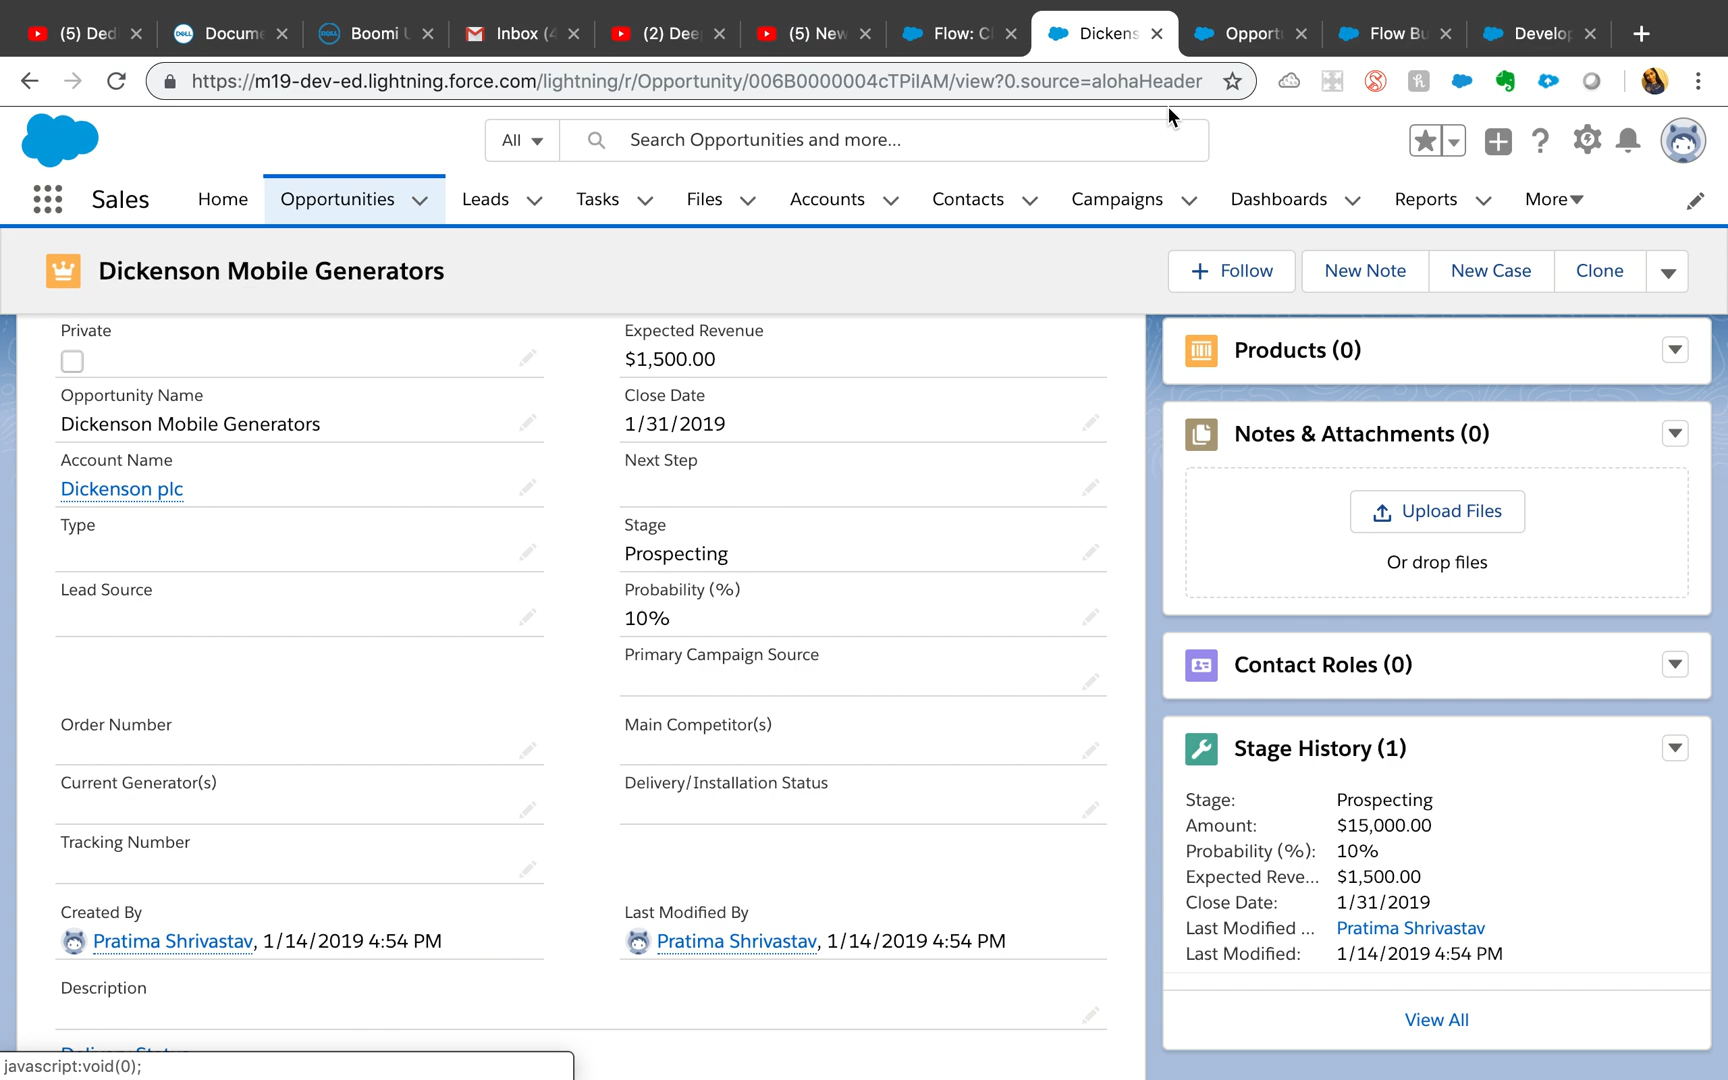 (5) Ded
Docume
Boomi U
Inbox (4
(2) Dee
(5) New
Flow: C
Dickens
Opport
Flow Bu
Develop
https://m19-dev-ed.lightning.force.com/lightning/r/Opportunity/006B0000004cTPiIAM/view?0.source=alohaHeader
All
Search Opportunities and more...
Sales
Home
Opportunities
Leads
Tasks
Files
Accounts
Contacts
Campaigns
Dashboards
Reports
More
Dickenson Mobile Generators
+ Follow
New Note
New Case
Clone
Private
Expected Revenue
$1,500.00
Opportunity Name
Dickenson Mobile Generators
Close Date
1/31/2019
Account Name
Dickenson plc
Next Step
Type
Stage
Prospecting
Lead Source
Probability (%)
10%
Primary Campaign Source
Order Number
Main Competitor(s)
Current Generator(s)
Delivery/Installation Status
Tracking Number
Created By
Pratima Shrivastav, 1/14/2019 4:54 PM
Last Modified By
Pratima Shrivastav, 1/14/2019 4:54 PM
Description
javascript:void(0);
Products (0)
Notes & Attachments (0)
Upload Files
Or drop files
Contact Roles (0)
Stage History (1)
Stage: Prospecting
Amount: $15,000.00
Probability (%): 10%
Expected Reve... $1,500.00
Close Date: 1/31/2019
Last Modified ... Pratima Shrivastav
Last Modified: 1/14/2019 4:54 PM
View All